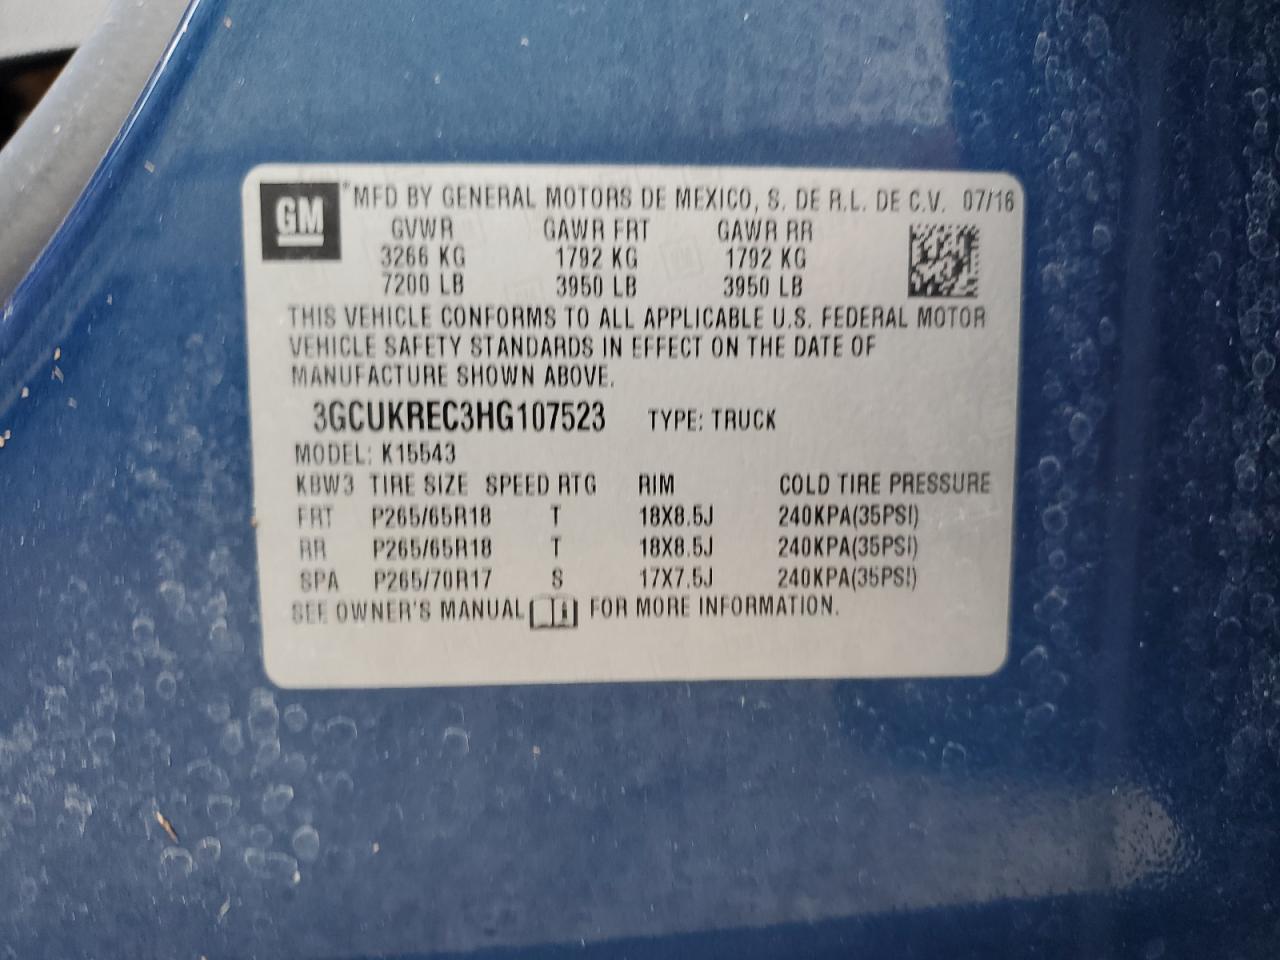 GM
*MFD BY GENERAL MOTORS DE MEXICO, S. DE R.L. DE C.V. 07/16
GVWR GAWR FRT GAWR RR
3266 KG 1792 KG 1792 KG
7200 LB 3950 LB 3950 LB
THIS VEHICLE CONFORMS TO ALL APPLICABLE U.S. FEDERAL MOTOR
VEHICLE SAFETY STANDARDS IN EFFECT ON THE DATE OF
MANUFACTURE SHOWN ABOVE.
3GCUKREC3HG107523 TYPE: TRUCK
MODEL: K15543
KBW3 TIRE SIZE SPEED RTG RIM COLD TIRE PRESSURE
FRT P265/65R18 T 18X8.5J 240KPA(35PSI)
RR P265/65R18 T 18X8.5J 240KPA(35PSI)
SPA P265/70R17 S 17X7.5J 240KPA(35PSI)
SEE OWNER'S MANUAL FOR MORE INFORMATION.